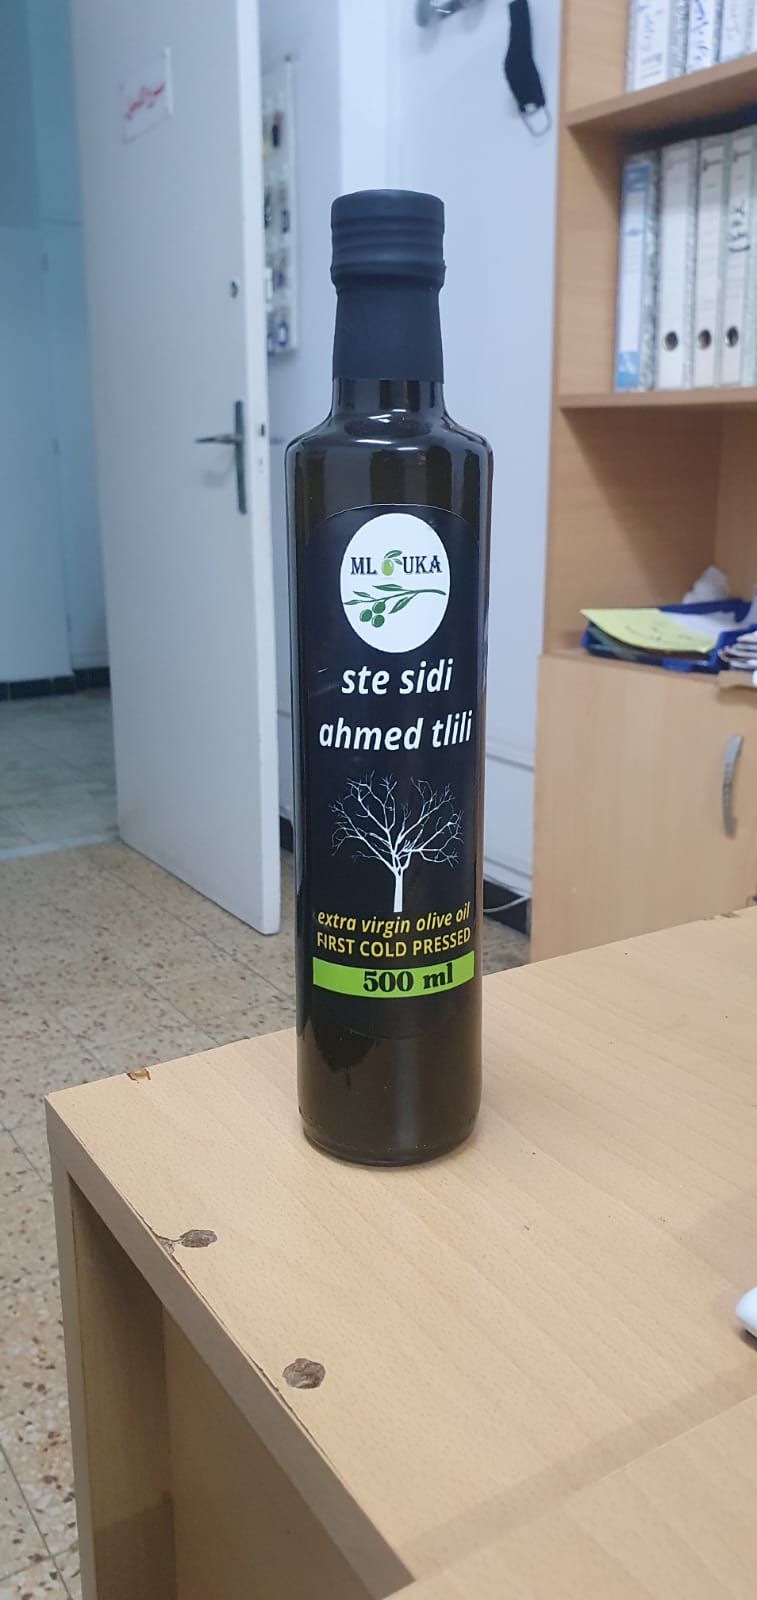 MLOUKA
ste sidi
ahmed tlili
extra virgin olive oil
FIRST COLD PRESSED
500 ml